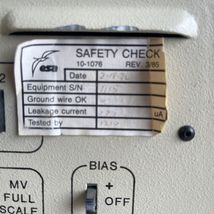 SAFETY CHECK
esa
10-1076 REV. 3/85
Date
Equipment S/N
Ground wire OK
Leakage current uA
Tested by
2
BIAS
MV
FULL
SCALE
+
OFF